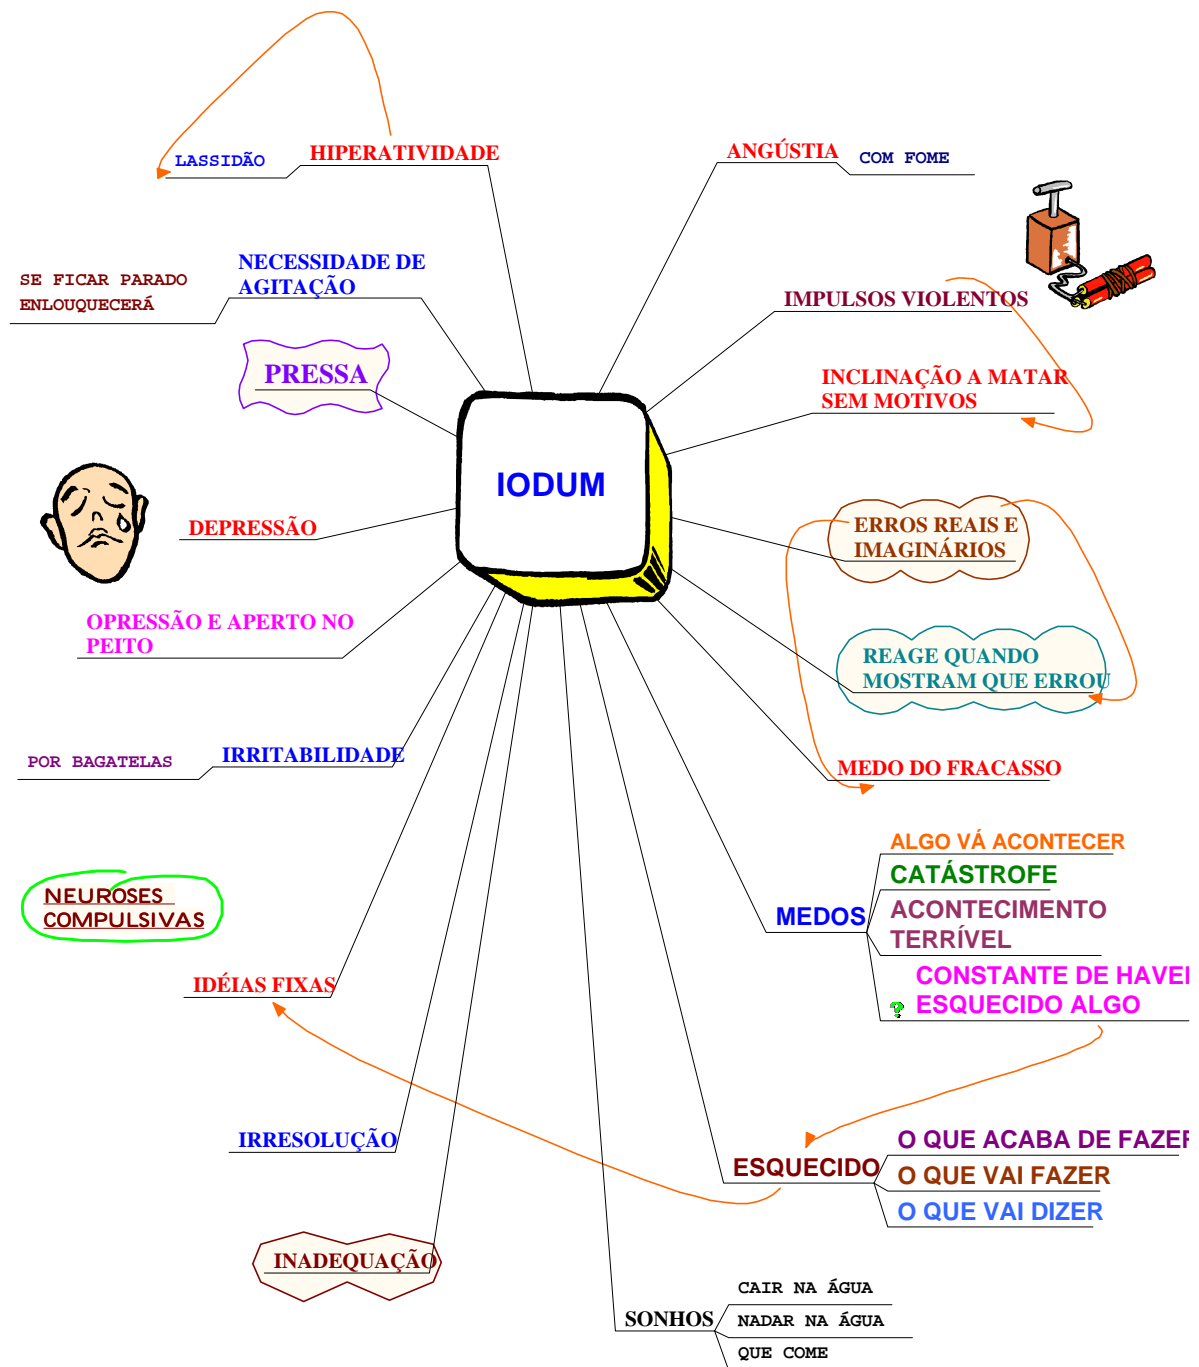 LASSIDÃO
HIPERATIVIDADE
ANGÚSTIA
COM FOME
SE FICAR PARADO
ENLOUQUECERÁ
NECESSIDADE DE
AGITAÇÃO
IMPULSOS VIOLENTOS
PRESSA
INCLINAÇÃO A MATAR
SEM MOTIVOS
IODUM
DEPRESSÃO
ERROS REAIS E
IMAGINÁRIOS
OPRESSÃO E APERTO NO
PEITO
REAGE QUANDO
MOSTRAM QUE ERROU
POR BAGATELAS
IRRITABILIDADE
MEDO DO FRACASSO
NEUROSES
COMPULSIVAS
IDÉIAS FIXAS
MEDOS
ALGO VÁ ACONTECER
CATÁSTROFE
ACONTECIMENTO
TERRÍVEL
CONSTANTE DE HAVER
ESQUECIDO ALGO
IRRESOLUÇÃO
ESQUECIDO
O QUE ACABA DE FAZER
O QUE VAI FAZER
O QUE VAI DIZER
INADEQUAÇÃO
SONHOS
CAIR NA ÁGUA
NADAR NA ÁGUA
QUE COME